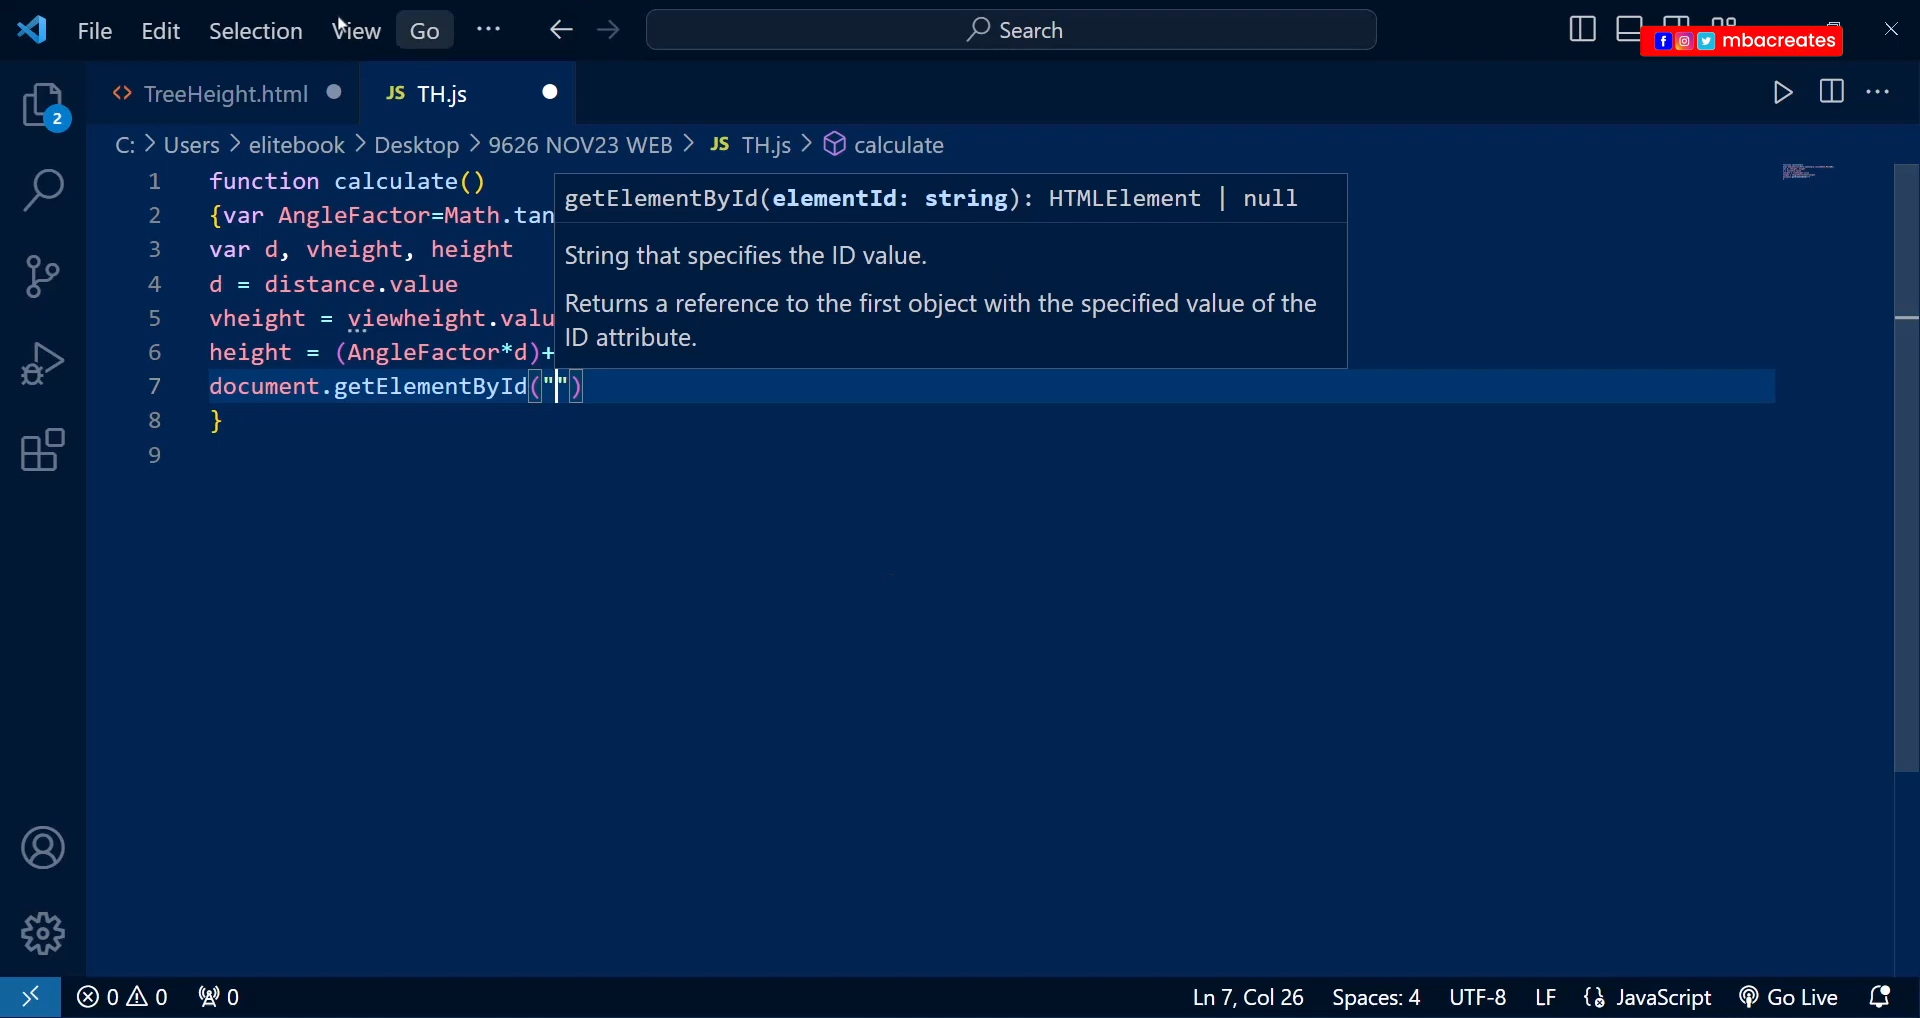 File Edit Selection View Go ··· Search
mbacreates
TreeHeight.html JS TH.js
2
C: > Users > elitebook > Desktop > 9626 NOV23 WEB > JS TH.js > calculate
1 function calculate()
2 {var AngleFactor=Math.tan
3 var d, vheight, height
4 d = distance.value
5 vheight = viewheight.valu
6 height = (AngleFactor*d)+
7 document.getElementById("")
8 }
9
getElementById(elementId: string): HTMLElement | null
String that specifies the ID value.
Returns a reference to the first object with the specified value of the
ID attribute.
0 0 0 Ln 7, Col 26 Spaces: 4 UTF-8 LF JavaScript Go Live